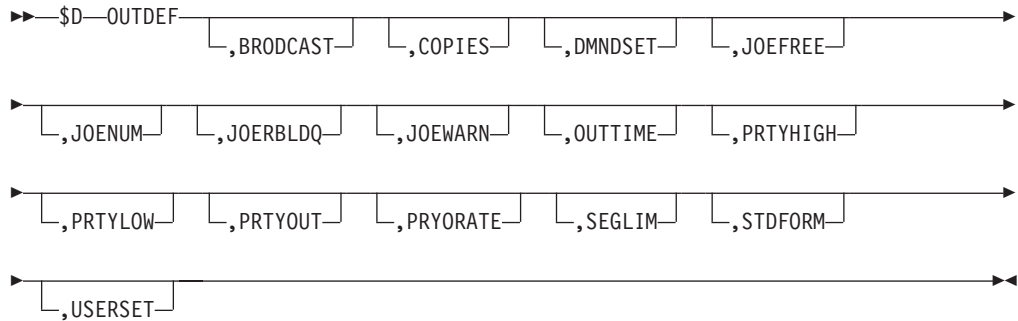 $D OUTDEF
,BRODCAST ,COPIES ,DMNDSET ,JOEFREE
,JOENUM ,JOERBLDQ ,JOEWARN ,OUTTIME ,PRTYHIGH
,PRTYLOW ,PRTYOUT ,PRYORATE ,SEGLIM ,STDFORM
,USERSET